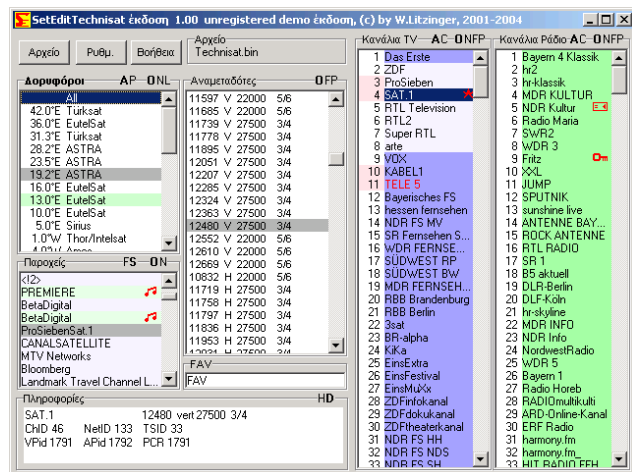 SetEditTechnisat έκδοση 1.00 unregistered demo έκδοση, (c) by W.Litzinger, 2001-2004
Αρχείο
Ρυθμ.
Βοήθεια
Αρχείο
Technisat.bin
Δορυφόροι AP ONL
All
42.0°E Türksat
36.0°E EutelSat
31.3°E Türksat
28.2°E ASTRA
23.5°E ASTRA
19.2°E ASTRA
16.0°E EutelSat
13.0°E EutelSat
10.0°E EutelSat
5.0°E Sirius
1.0°W Thor/Intelsat
4.0°W Amos
Παροχείς FS ON
<I2>
PREMIERE
BetaDigital
BetaDigital
ProSiebenSat.1
CANALSATELLITE
MTV Networks
Bloomberg
Landmark Travel Channel L...
Αναμεταδότες OFP
11597 V 22000 5/6
11685 V 22000 5/6
11739 V 27500 3/4
11778 V 27500 3/4
11895 V 27500 3/4
12051 V 27500 3/4
12207 V 27500 3/4
12285 V 27500 3/4
12324 V 27500 3/4
12363 V 27500 3/4
12480 V 27500 3/4
12552 V 22000 5/6
12610 V 22000 5/6
12669 V 22000 5/6
10832 H 22000 5/6
11719 H 27500 3/4
11758 H 27500 3/4
11797 H 27500 3/4
11836 H 27500 3/4
11953 H 27500 3/4
12031 H 27500 3/4
FAV
FAV
Πληροφορίες HD
SAT.1 12480 vert 27500 3/4
ChID 46 NetID 133 TSID 33
VPid 1791 APid 1792 PCR 1791
Κανάλια TV AC ONFP
1 Das Erste
2 ZDF
3 ProSieben
4 SAT.1
5 RTL Television
6 RTL2
7 Super RTL
8 arte
9 VOX
10 KABEL1
11 TELE 5
12 Bayerisches FS
13 hessen fernsehen
14 NDR FS MV
15 SR Fernsehen S...
16 WDR FERNSE...
17 SÜDWEST RP
18 SÜDWEST BW
19 MDR FERNSEH...
20 RBB Brandenburg
21 RBB Berlin
22 3sat
23 BR-alpha
24 KiKa
25 EinsExtra
26 EinsFestival
27 EinsMuXx
28 ZDFinfokanal
29 ZDFdokukanal
30 ZDFtheaterkanal
31 NDR FS HH
32 NDR FS NDS
33 NDR FS SH
Κανάλια Ράδιο AC ONFP
1 Bayern 4 Klassik
2 hr2
3 hr-klassik
4 MDR KULTUR
5 NDR Kultur
6 Radio Maria
7 SWR2
8 WDR 3
9 Fritz
10 XXL
11 JUMP
12 SPUTNIK
13 sunshine live
14 ANTENNE BAY...
15 ROCK ANTENNE
16 RTL RADIO
17 SR 1
18 B5 aktuell
19 DLR-Berlin
20 DLF-Köln
21 hr-skyline
22 MDR INFO
23 NDR Info
24 NordwestRadio
25 WDR 5
26 Bayern 1
27 Radio Horeb
28 RADIOmultikulti
29 ARD-Online-Kanal
30 ERF Radio
31 harmony.fm
32 harmony.fm_
33 HIT RADIO FFH